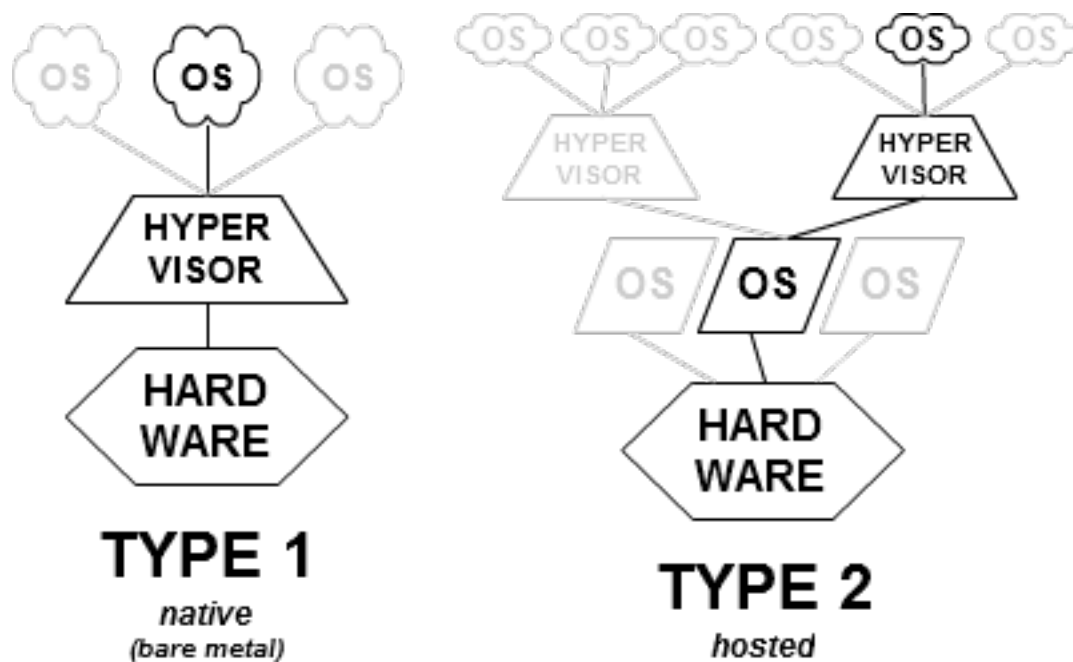 OS
OS
OS
HYPER
VISOR
HARD
WARE
TYPE 1
native
(bare metal)
OS
OS
OS
OS
OS
OS
HYPER
VISOR
HYPER
VISOR
OS
OS
OS
HARD
WARE
TYPE 2
hosted